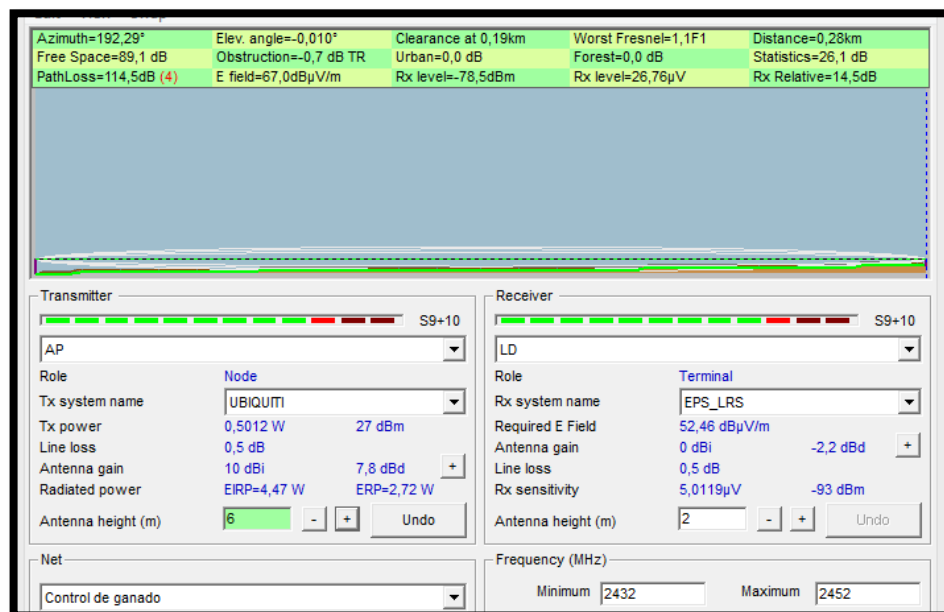 Azimuth=192,29° Elev. angle=-0,010° Clearance at 0,19km Worst Fresnel=1,1F1 Distance=0,28km
Free Space=89,1 dB Obstruction=-0,7 dB TR Urban=0,0 dB Forest=0,0 dB Statistics=26,1 dB
PathLoss=114,5dB (4) E field=67,0dBµV/m Rx level=-78,5dBm Rx level=26,76µV Rx Relative=14,5dB
Transmitter
S9+10
AP
Role Node
Tx system name UBIQUITI
Tx power 0,5012 W 27 dBm
Line loss 0,5 dB
Antenna gain 10 dBi 7,8 dBd +
Radiated power EIRP=4,47 W ERP=2,72 W
Antenna height (m) 6 - + Undo
Receiver
S9+10
LD
Role Terminal
Rx system name EPS_LRS
Required E Field 52,46 dBµV/m
Antenna gain 0 dBi -2,2 dBd +
Line loss 0,5 dB
Rx sensitivity 5,0119µV -93 dBm
Antenna height (m) 2 - + Undo
Net
Control de ganado
Frequency (MHz)
Minimum 2432 Maximum 2452